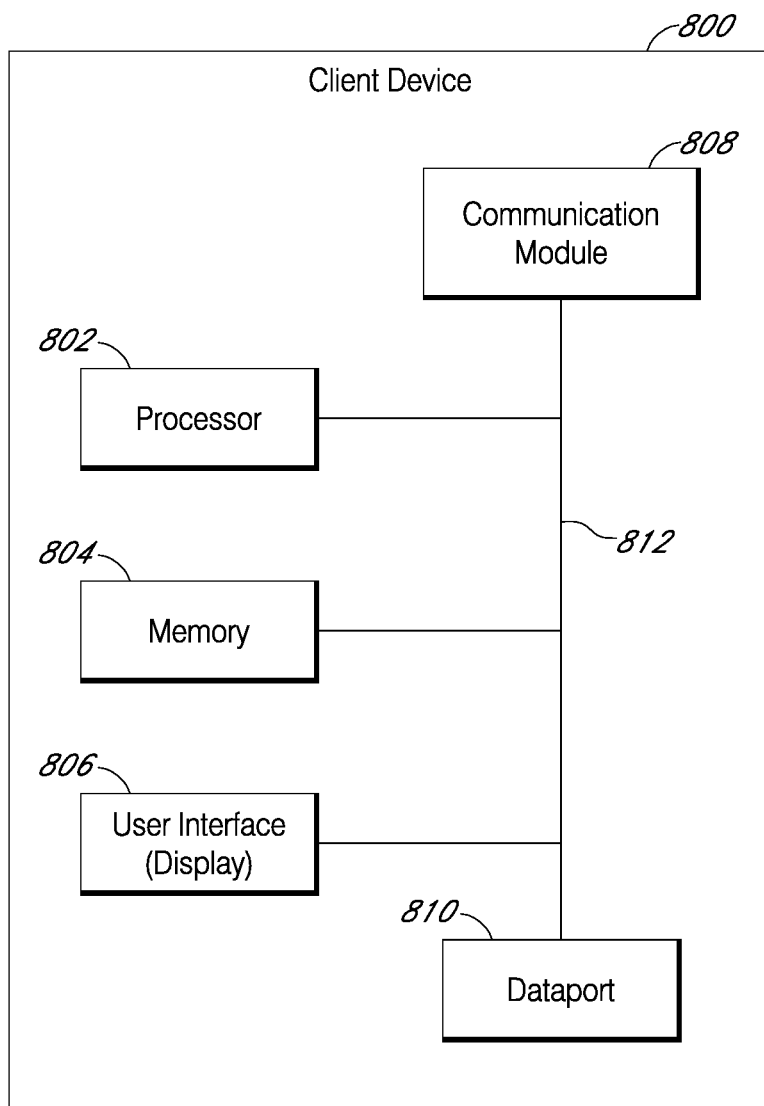 800
Client Device
808
Communication
Module
802
Processor
812
804
Memory
806
User Interface
(Display)
810
Dataport